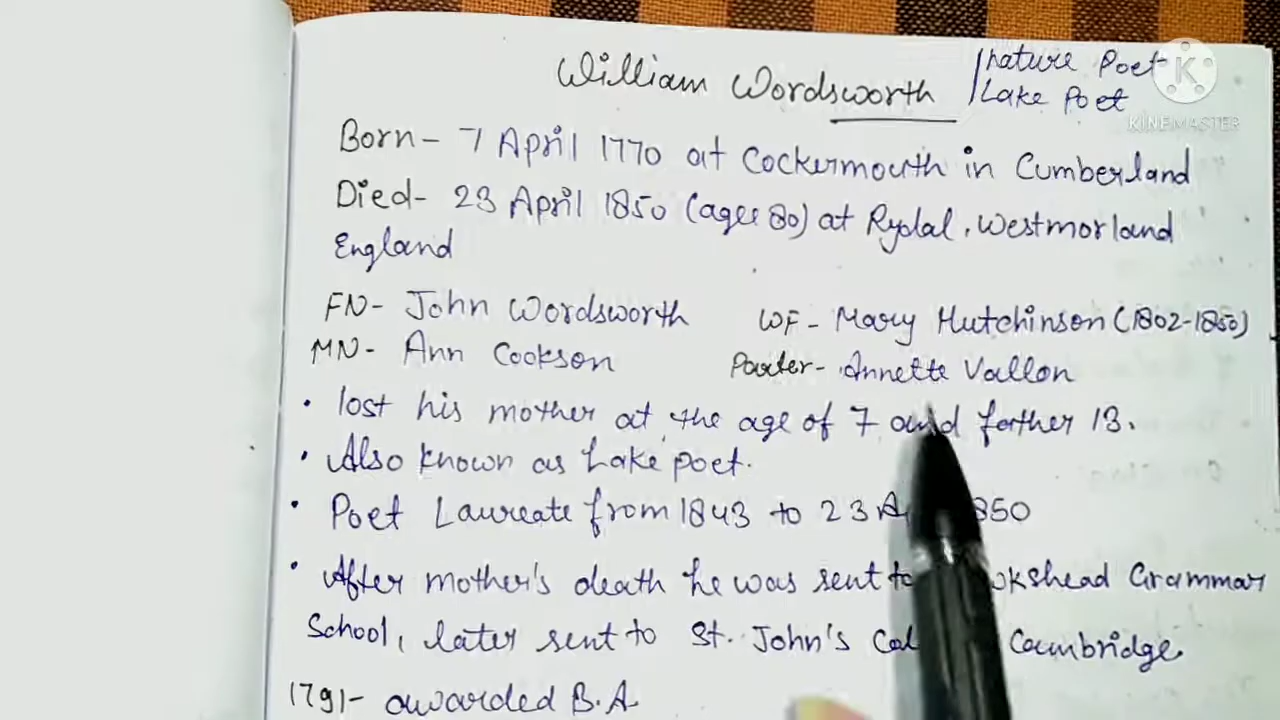 William Wordsworth
nature Poet
Lake Poet
KINEMASTER
Born- 7 April 1770 at Cockermouth in Cumberland
Died- 23 April 1850 (ages 80) at Rydal, Westmorland
England
FN- John Wordsworth
WF- Mary Hutchinson (1802-1850)
MN- Ann Cookson
Annette Vallon
• lost his mother at the age of 7 and father 13.
• Also known as Lake poet.
• Poet Laureate from 1843 to 23 850
• After mother's death he was sent to Grammar
School, later sent to St. John's Cambridge
1791- awarded B.A